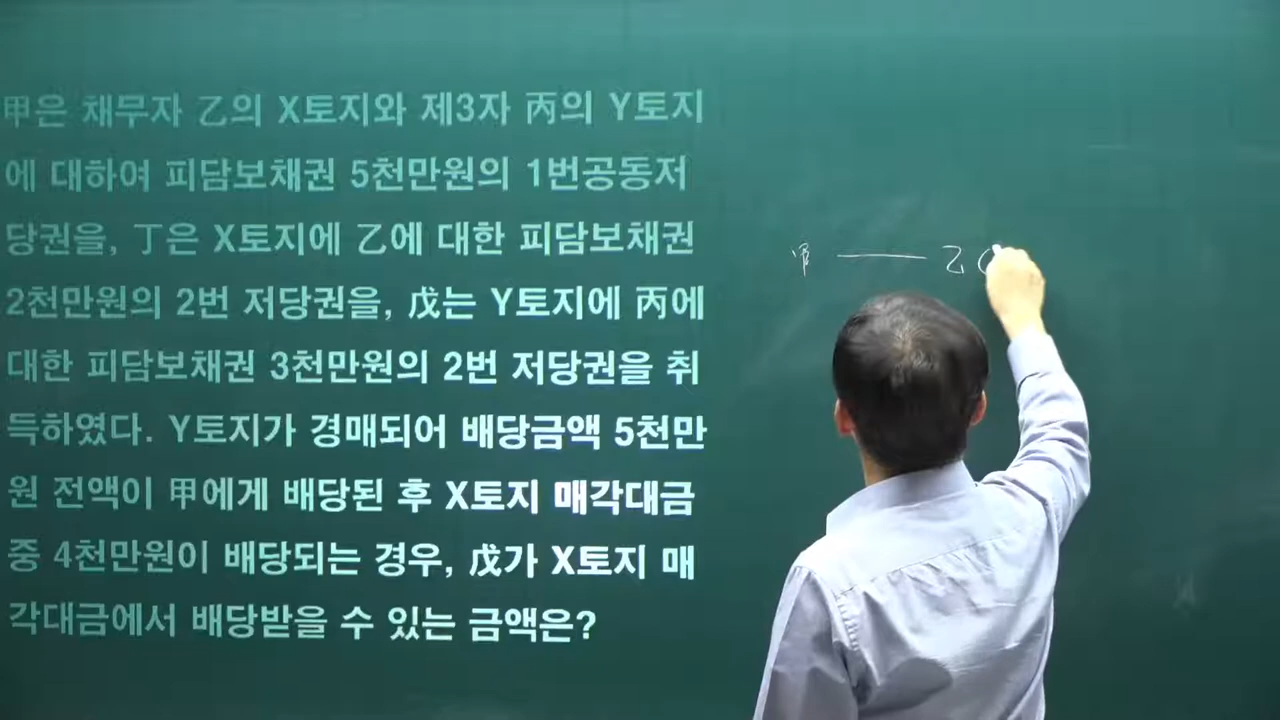 甲은 채무자 乙의 X토지와 제3자 丙의 Y토지
에 대하여 피담보채권 5천만원의 1번공동저
당권을, 丁은 X토지에 乙에 대한 피담보채권
2천만원의 2번 저당권을, 戊는 Y토지에 丙에
대한 피담보채권 3천만원의 2번 저당권을 취
득하였다. Y토지가 경매되어 배당금액 5천만
원 전액이 甲에게 배당된 후 X토지 매각대금
중 4천만원이 배당되는 경우, 戊가 X토지 매
각대금에서 배당받을 수 있는 금액은?
甲 — 乙 (